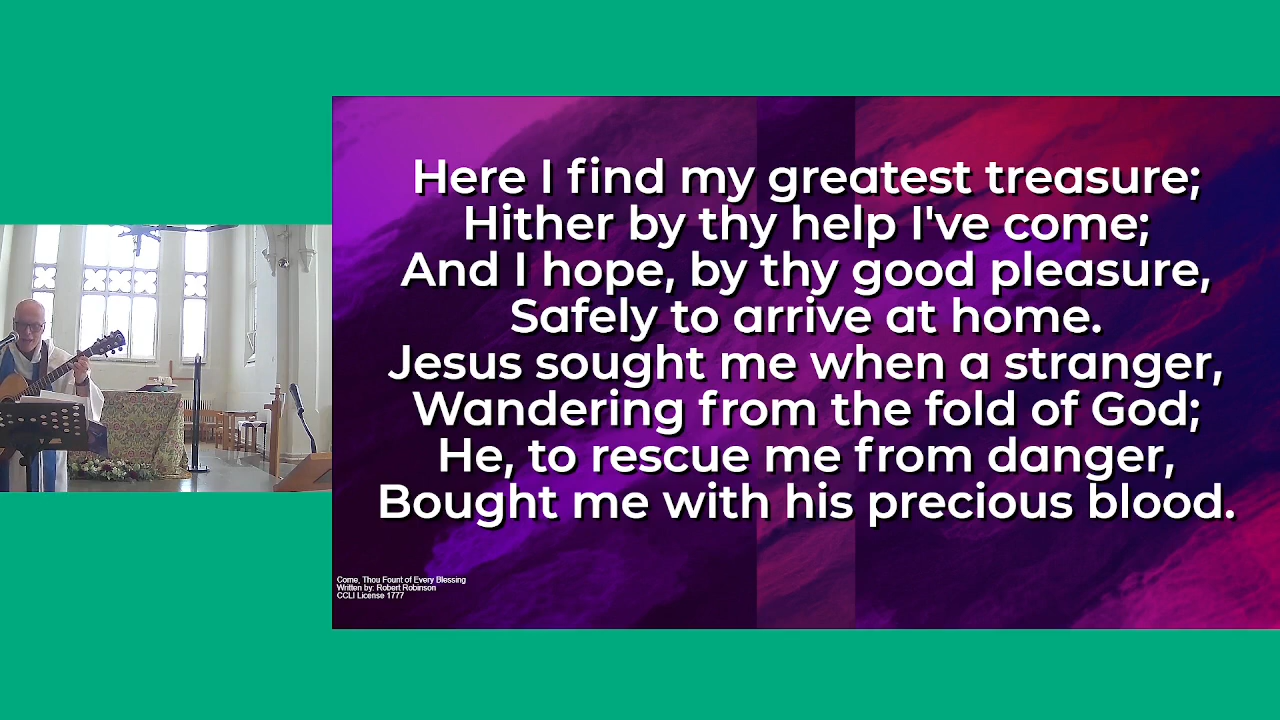 Here I find my greatest treasure;
Hither by thy help I've come;
And I hope, by thy good pleasure,
Safely to arrive at home.
Jesus sought me when a stranger,
Wandering from the fold of God;
He, to rescue me from danger,
Bought me with his precious blood.
Come, Thou Fount of Every Blessing
Written by: Robert Robinson
CCLI License 1777